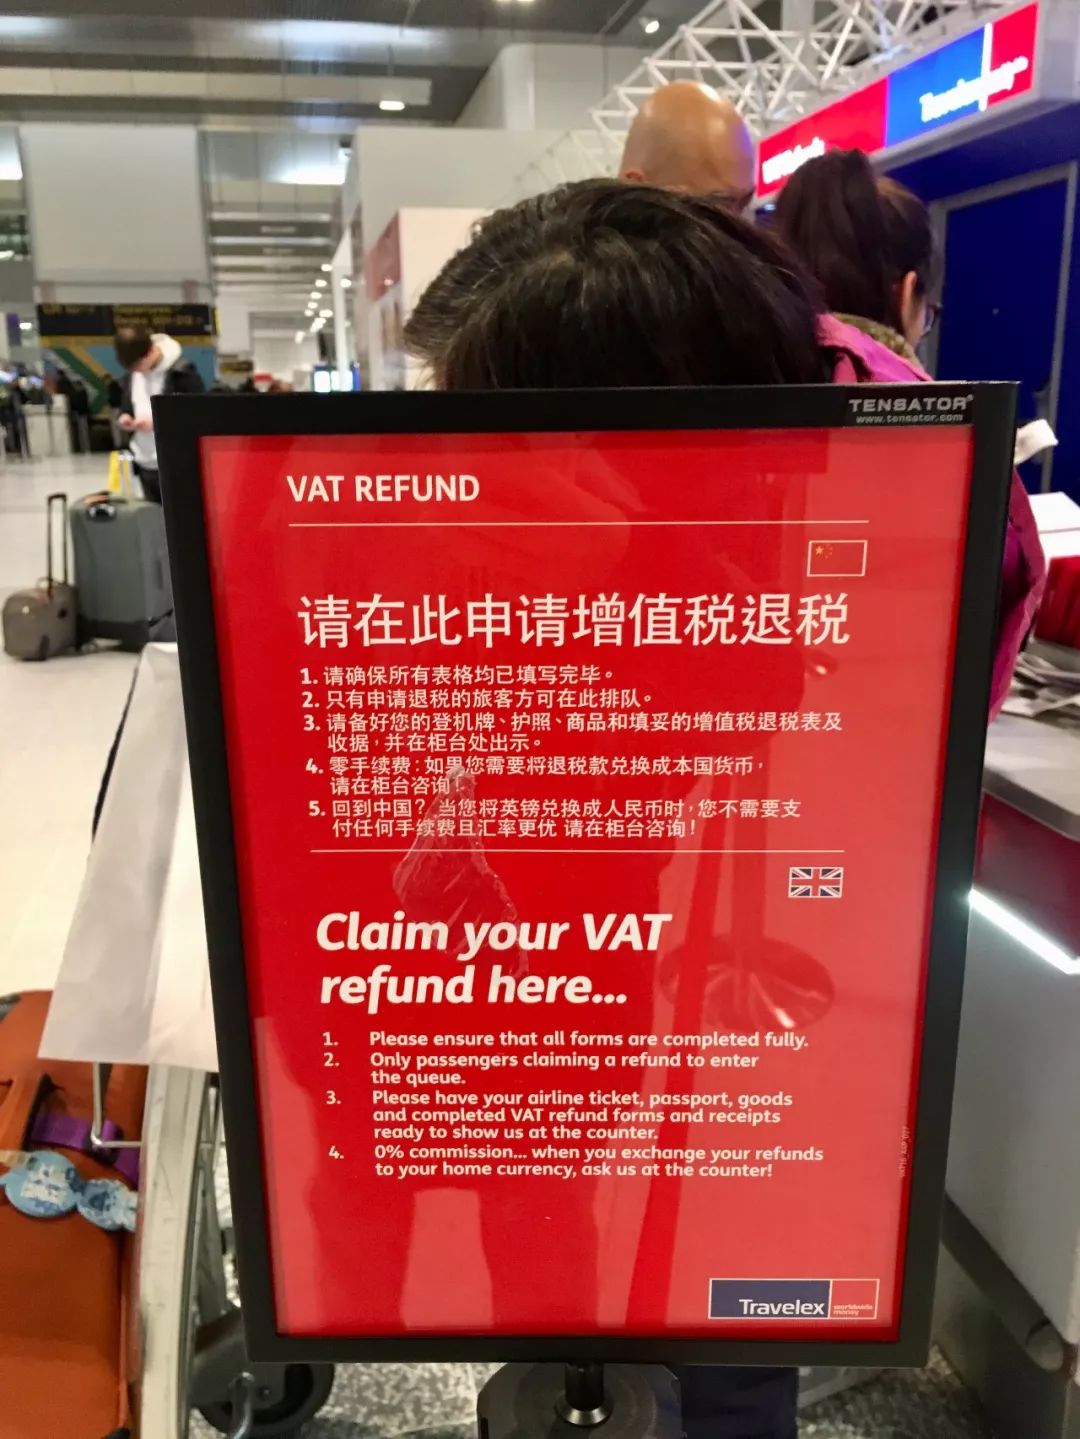 Travelex
TENSATOR®
www.tensator.com
VAT REFUND
请在此申请增值税退税
1. 请确保所有表格均已填写完毕。
2. 只有申请退税的旅客方可在此排队。
3. 请备好您的登机牌、护照、商品和填妥的增值税退税表及
收据，并在柜台处出示。
4. 零手续费：如果您需要将退税款兑换成本国货币，
请在柜台咨询！
5. 回到中国？当您将英镑兑换成人民币时，您不需要支
付任何手续费且汇率更优 请在柜台咨询！
Claim your VAT
refund here...
1. Please ensure that all forms are completed fully.
2. Only passengers claiming a refund to enter
the queue.
3. Please have your airline ticket, passport, goods
and completed VAT refund forms and receipts
ready to show us at the counter.
4. 0% commission... when you exchange your refunds
to your home currency, ask us at the counter!
Travelex
worldwide
money